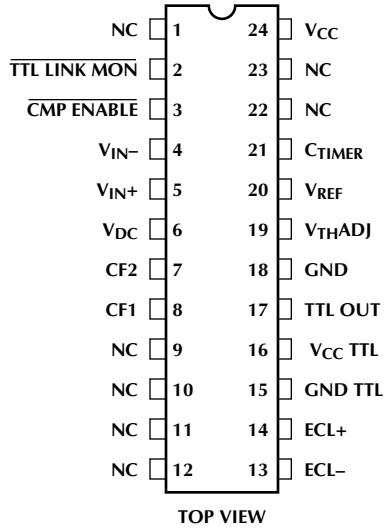 NC 1 24 VCC
TTL LINK MON 2 23 NC
CMP ENABLE 3 22 NC
VIN– 4 21 CTIMER
VIN+ 5 20 VREF
VDC 6 19 VTHADJ
CF2 7 18 GND
CF1 8 17 TTL OUT
NC 9 16 VCC TTL
NC 10 15 GND TTL
NC 11 14 ECL+
NC 12 13 ECL–
TOP VIEW